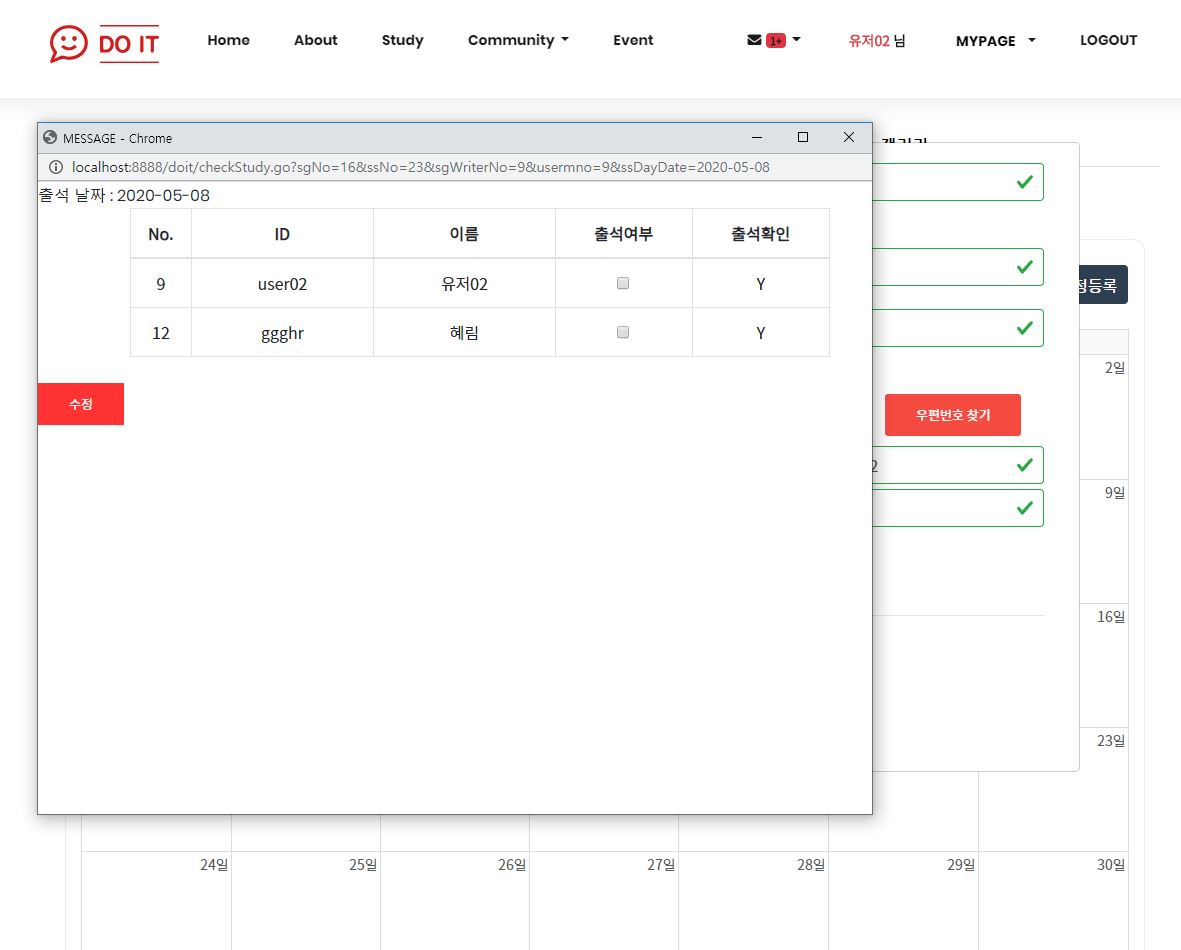 DO IT Home About Study Community Event 1+ 유저02 님 MYPAGE LOGOUT
MESSAGE - Chrome
localhost:8888/doit/checkStudy.go?sgNo=16&ssNo=23&sgWriterNo=9&usermno=9&ssDayDate=2020-05-08
출석 날짜 : 2020-05-08
No. ID 이름 출석여부 출석확인
9 user02 유저02 Y
12 ggghr 혜림 Y
수정
등록
2일
우편번호 찾기
2
9일
16일
23일
24일 25일 26일 27일 28일 29일 30일